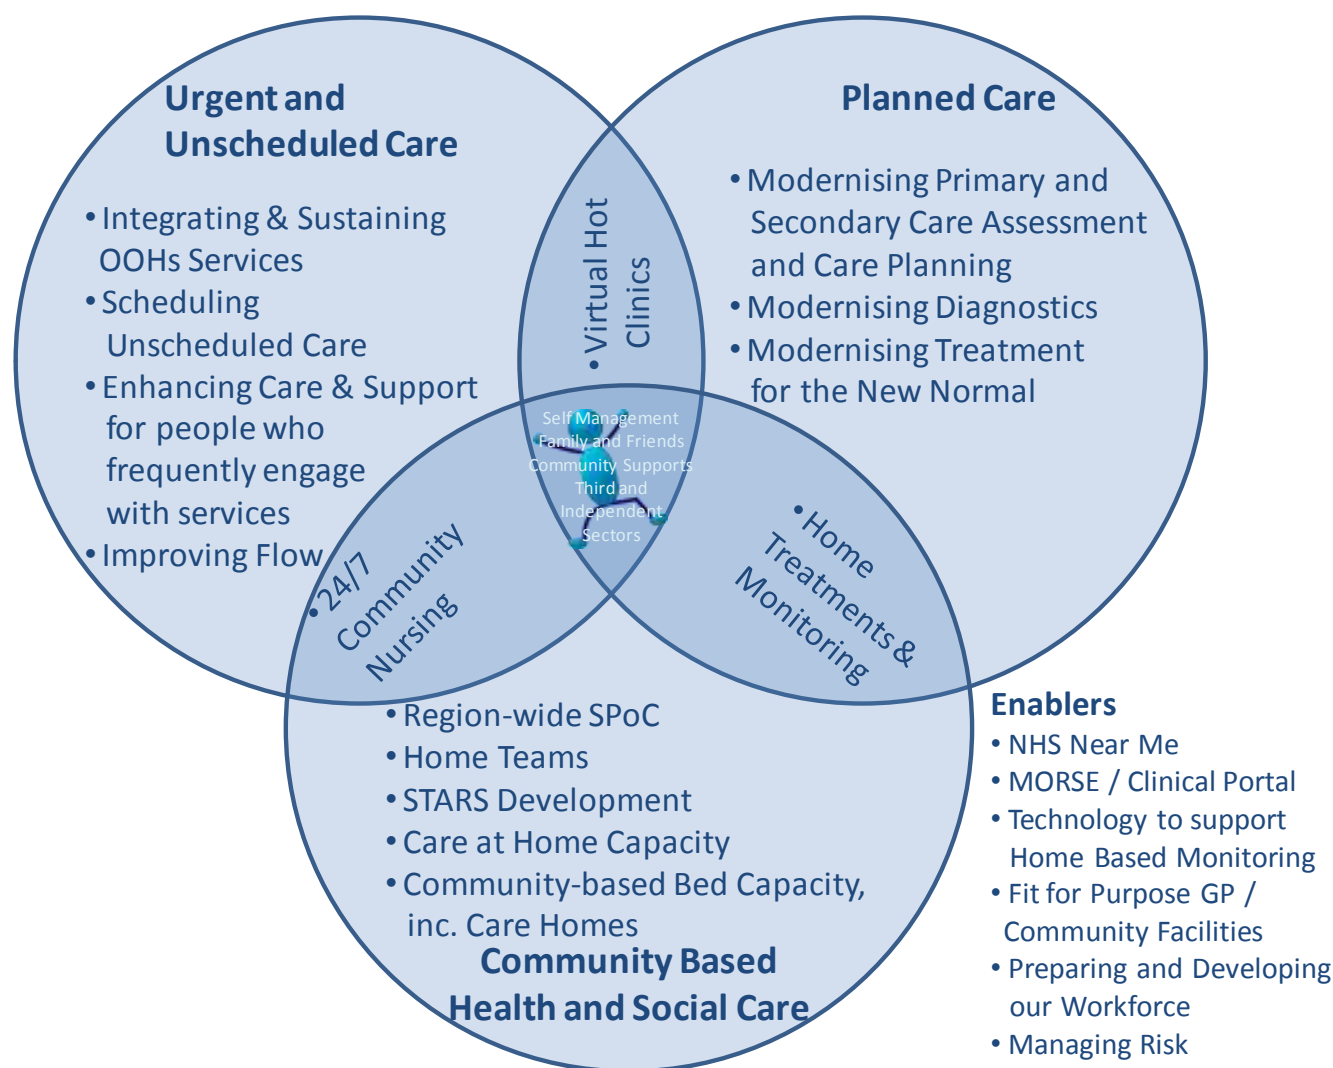 Urgent and
Unscheduled Care
• Integrating & Sustaining
OOHs Services
• Scheduling
Unscheduled Care
• Enhancing Care & Support
for people who
frequently engage
with services
• Improving Flow
Planned Care
• Modernising Primary and
Secondary Care Assessment
and Care Planning
• Modernising Diagnostics
• Modernising Treatment
for the New Normal
• Virtual Hot
Clinics
Self Management
Family and Friends
Community Supports
Third and
Independent
Sectors
• 24/7
Community
Nursing
• Home
Treatments &
Monitoring
• Region-wide SPoC
• Home Teams
• STARS Development
• Care at Home Capacity
• Community-based Bed Capacity,
inc. Care Homes
Community Based
Health and Social Care
Enablers
• NHS Near Me
• MORSE / Clinical Portal
• Technology to support
Home Based Monitoring
• Fit for Purpose GP /
Community Facilities
• Preparing and Developing
our Workforce
• Managing Risk